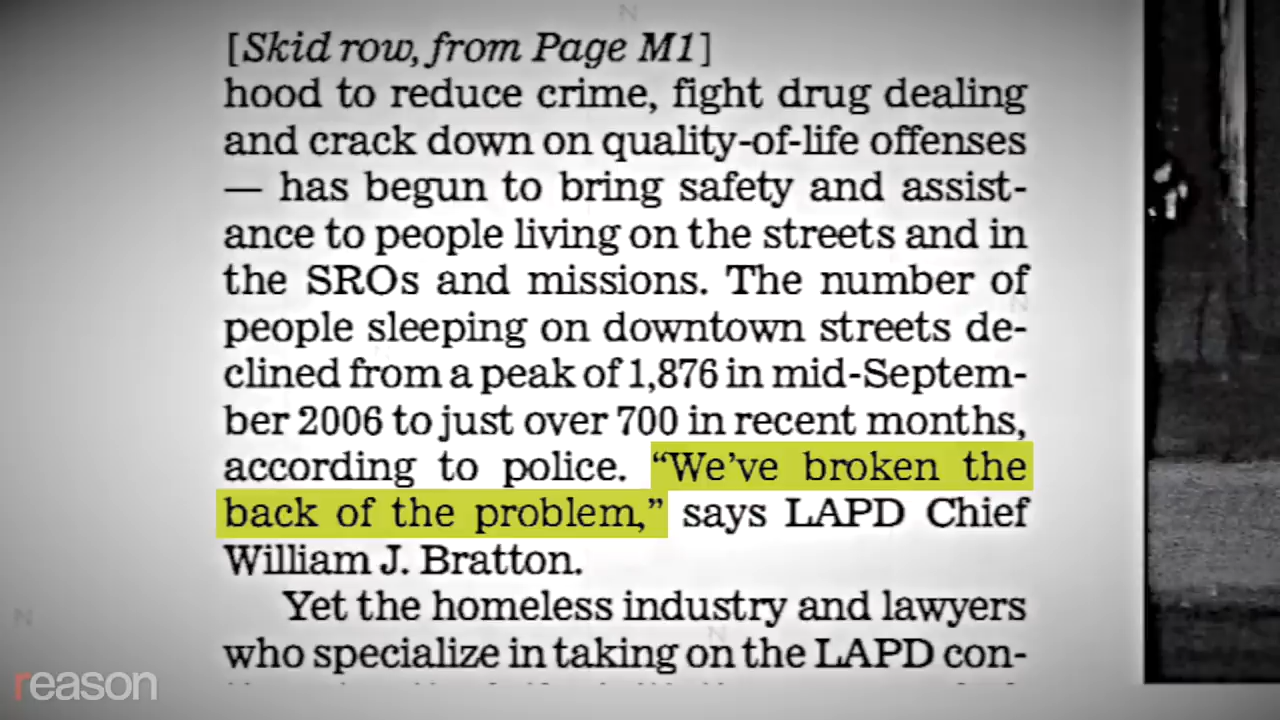 [Skid row, from Page M1]
hood to reduce crime, fight drug dealing
and crack down on quality-of-life offenses
— has begun to bring safety and assist-
ance to people living on the streets and in
the SROs and missions. The number of
people sleeping on downtown streets de-
clined from a peak of 1,876 in mid-Septem-
ber 2006 to just over 700 in recent months,
according to police. “We’ve broken the
back of the problem,” says LAPD Chief
William J. Bratton.
Yet the homeless industry and lawyers
who specialize in taking on the LAPD con-
reason